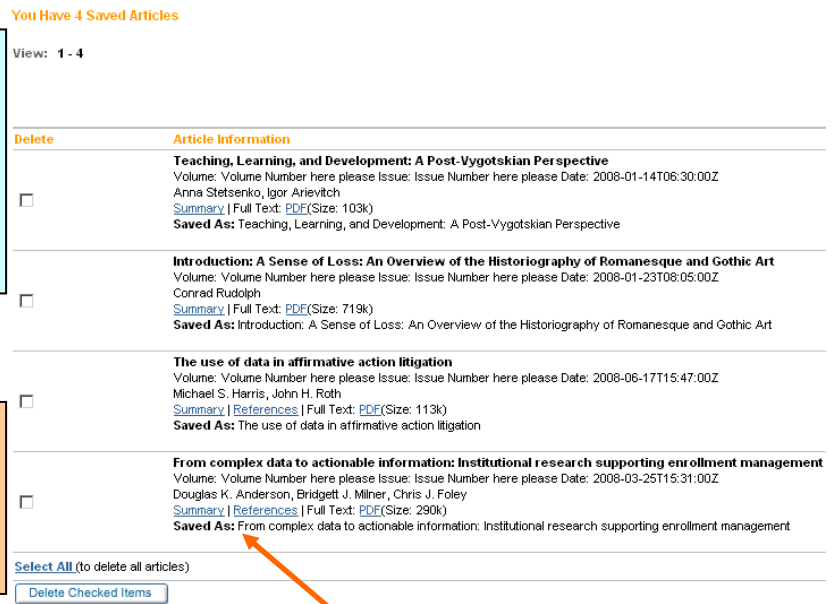 You Have 4 Saved Articles
View: 1 - 4
Delete Article Information
Teaching, Learning, and Development: A Post-Vygotskian Perspective
Volume: Volume Number here please Issue: Issue Number here please Date: 2008-01-14T06:30:00Z
Anna Stetsenko, Igor Arievitch
Summary | Full Text: PDF(Size: 103k)
Saved As: Teaching, Learning, and Development: A Post-Vygotskian Perspective
Introduction: A Sense of Loss: An Overview of the Historiography of Romanesque and Gothic Art
Volume: Volume Number here please Issue: Issue Number here please Date: 2008-01-23T08:05:00Z
Conrad Rudolph
Summary | Full Text: PDF(Size: 719k)
Saved As: Introduction: A Sense of Loss: An Overview of the Historiography of Romanesque and Gothic Art
The use of data in affirmative action litigation
Volume: Volume Number here please Issue: Issue Number here please Date: 2008-06-17T15:47:00Z
Michael S. Harris, John H. Roth
Summary | References | Full Text: PDF(Size: 113k)
Saved As: The use of data in affirmative action litigation
From complex data to actionable information: Institutional research supporting enrollment management
Volume: Volume Number here please Issue: Issue Number here please Date: 2008-03-25T15:31:00Z
Douglas K. Anderson, Bridgett J. Milner, Chris J. Foley
Summary | References | Full Text: PDF(Size: 290k)
Saved As: From complex data to actionable information: Institutional research supporting enrollment management
Select All (to delete all articles)
Delete Checked Items